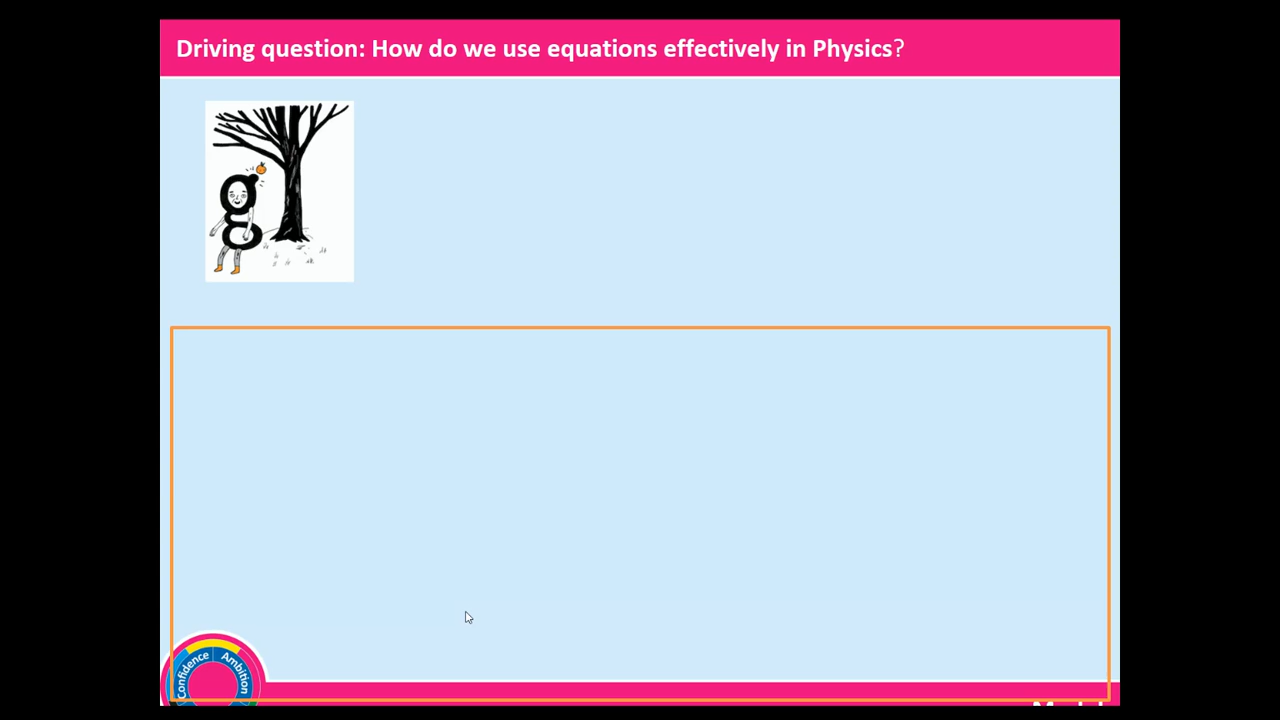 Driving question: How do we use equations effectively in Physics?
g
Confidence
Ambition